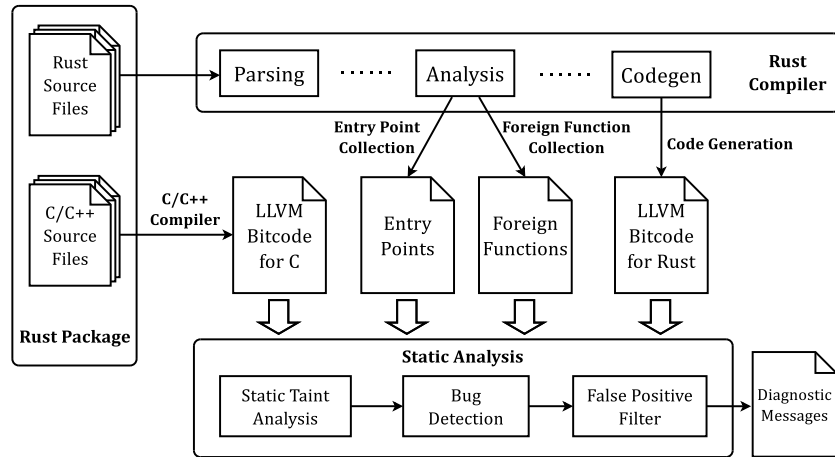 Rust
Source
Files
C/C++
Source
Files
Rust Package
Parsing
......
Analysis
......
Codegen
Rust
Compiler
Entry Point
Collection
Foreign Function
Collection
Code Generation
C/C++
Compiler
LLVM
Bitcode
for C
Entry
Points
Foreign
Functions
LLVM
Bitcode
for Rust
Static Analysis
Static Taint
Analysis
Bug
Detection
False Positive
Filter
Diagnostic
Messages